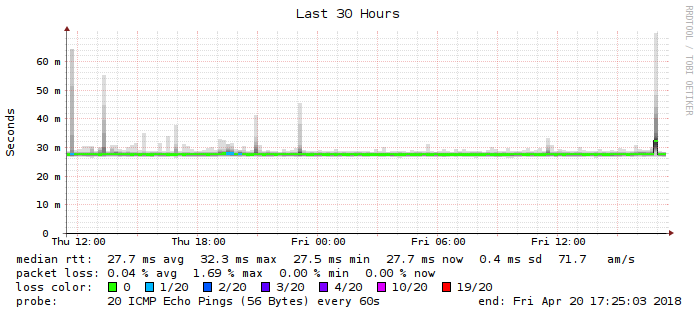 Last 30 Hours
RRDTOOL / TOBI OETIKER
Seconds
60 m
50 m
40 m
30 m
20 m
10 m
0
Thu 12:00 Thu 18:00 Fri 00:00 Fri 06:00 Fri 12:00
median rtt: 27.7 ms avg 32.3 ms max 27.5 ms min 27.7 ms now 0.4 ms sd 71.7 am/s
packet loss: 0.04 % avg 1.69 % max 0.00 % min 0.00 % now
loss color: 0 1/20 2/20 3/20 4/20 10/20 19/20
probe: 20 ICMP Echo Pings (56 Bytes) every 60s end: Fri Apr 20 17:25:03 2018